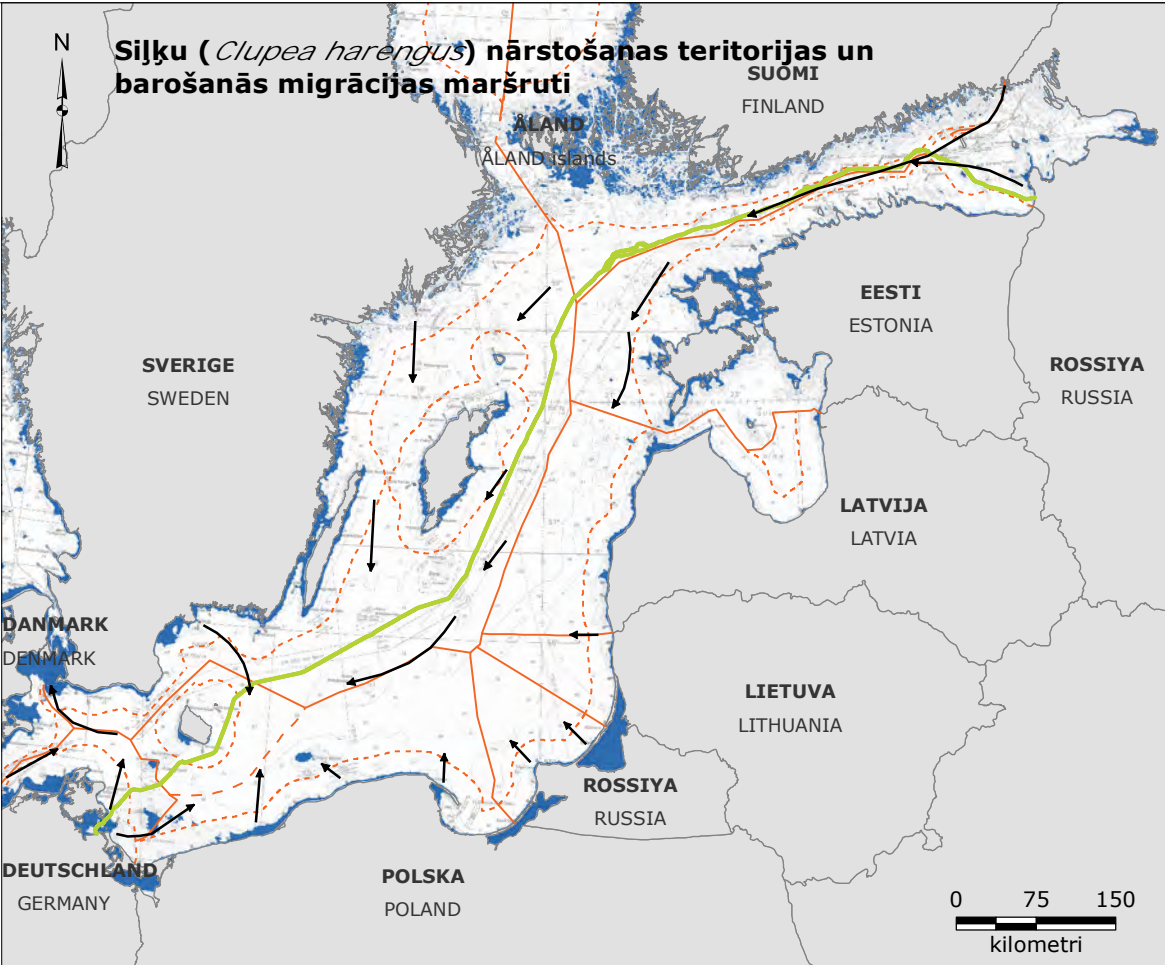 N
Siļķu (Clupea harengus) nārstošanas teritorijas un
barošanās migrācijas maršruti
SUOMI
FINLAND
ÅLAND
ÅLAND islands
EESTI
ESTONIA
SVERIGE
SWEDEN
ROSSIYA
RUSSIA
LATVIJA
LATVIA
DANMARK
DENMARK
LIETUVA
LITHUANIA
ROSSIYA
RUSSIA
DEUTSCHLAND
GERMANY
POLSKA
POLAND
0 75 150
kilometri